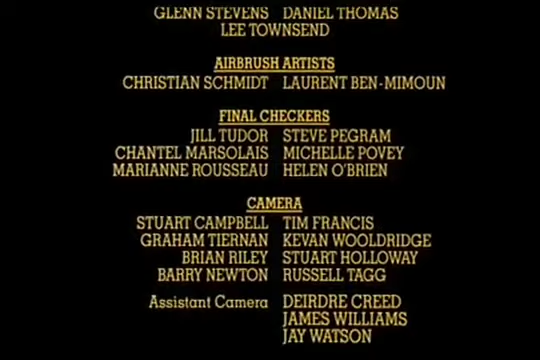 GLENN STEVENS DANIEL THOMAS
LEE TOWNSEND
AIRBRUSH ARTISTS
CHRISTIAN SCHMIDT LAURENT BEN-MIMOUN
FINAL CHECKERS
JILL TUDOR STEVE PEGRAM
CHANTEL MARSOLAIS MICHELLE POVEY
MARIANNE ROUSSEAU HELEN O'BRIEN
CAMERA
STUART CAMPBELL TIM FRANCIS
GRAHAM TIERNAN KEVAN WOOLDRIDGE
BRIAN RILEY STUART HOLLOWAY
BARRY NEWTON RUSSELL TAGG
Assistant Camera DEIRDRE CREED
JAMES WILLIAMS
JAY WATSON